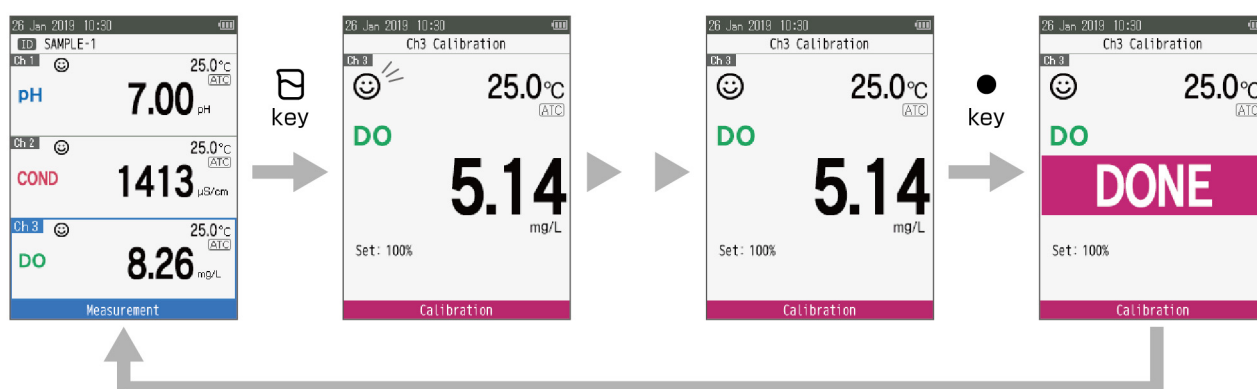 26 Jan 2019 10:30
ID SAMPLE-1
Ch 1 25.0°C
ATC
pH 7.00 pH
Ch 2 25.0°C
ATC
COND 1413 µS/cm
Ch 3 25.0°C
ATC
DO 8.26 mg/L
Measurement
key
26 Jan 2019 10:30
Ch3 Calibration
Ch 3
25.0°C
ATC
DO
5.14
mg/L
Set: 100%
Calibration
26 Jan 2019 10:30
Ch3 Calibration
Ch 3
25.0°C
ATC
DO
5.14
mg/L
Set: 100%
Calibration
key
26 Jan 2019 10:30
Ch3 Calibration
Ch 3
25.0°C
ATC
DO
DONE
Set: 100%
Calibration